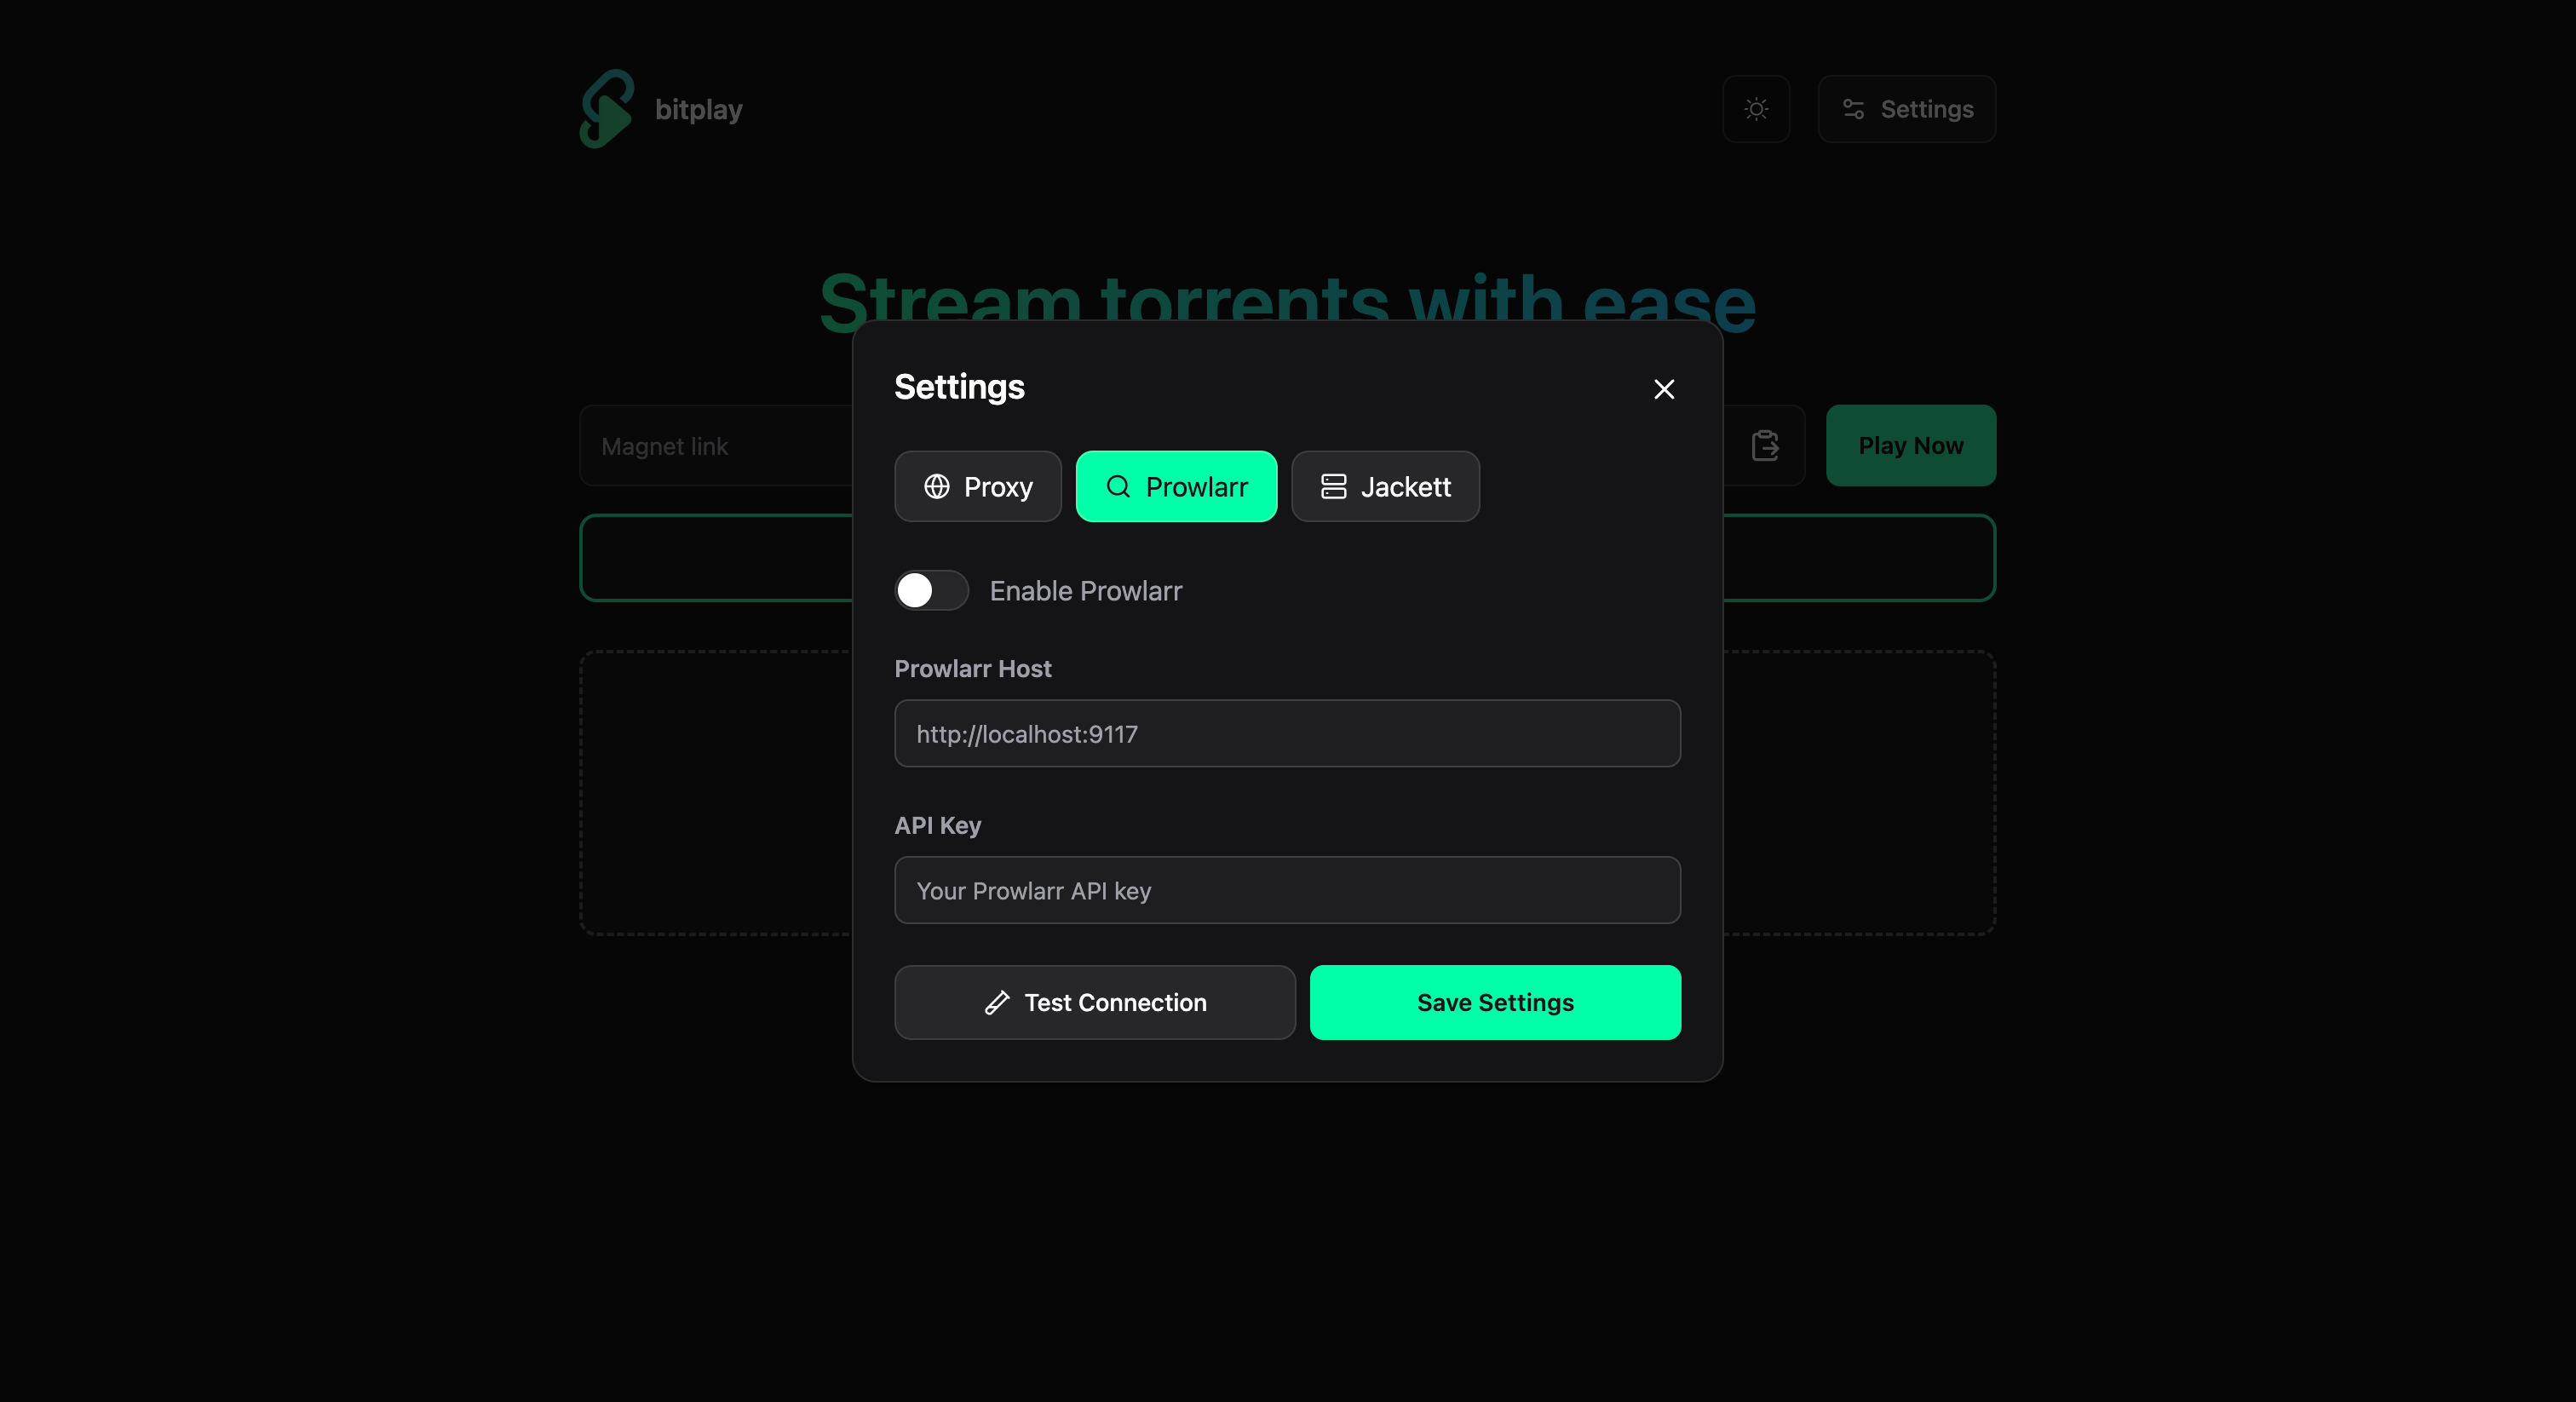 bitplay
Settings
Stream torrents with ease
Magnet link
Play Now
Settings
Proxy
Prowlarr
Jackett
Enable Prowlarr
Prowlarr Host
http://localhost:9117
API Key
Your Prowlarr API key
Test Connection
Save Settings